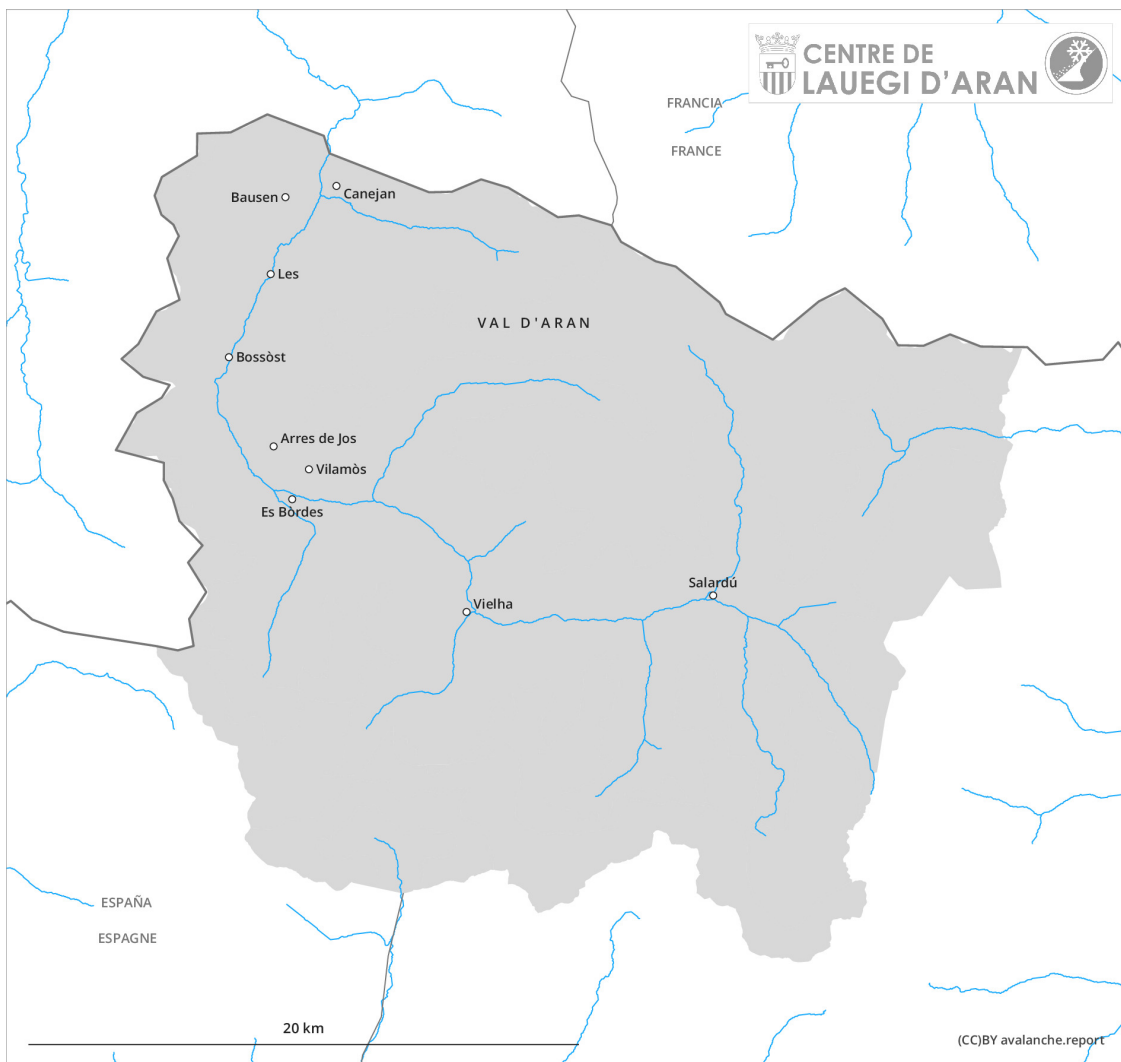 CENTRE DE
LAUEGI D'ARAN
FRANCIA
FRANCE
Bausen
Canejan
Les
VAL D'ARAN
Bossòst
Arres de Jos
Vilamòs
Es Bòrdes
Salardú
Vielha
ESPAÑA
ESPAGNE
20 km
(CC)BY avalanche.report